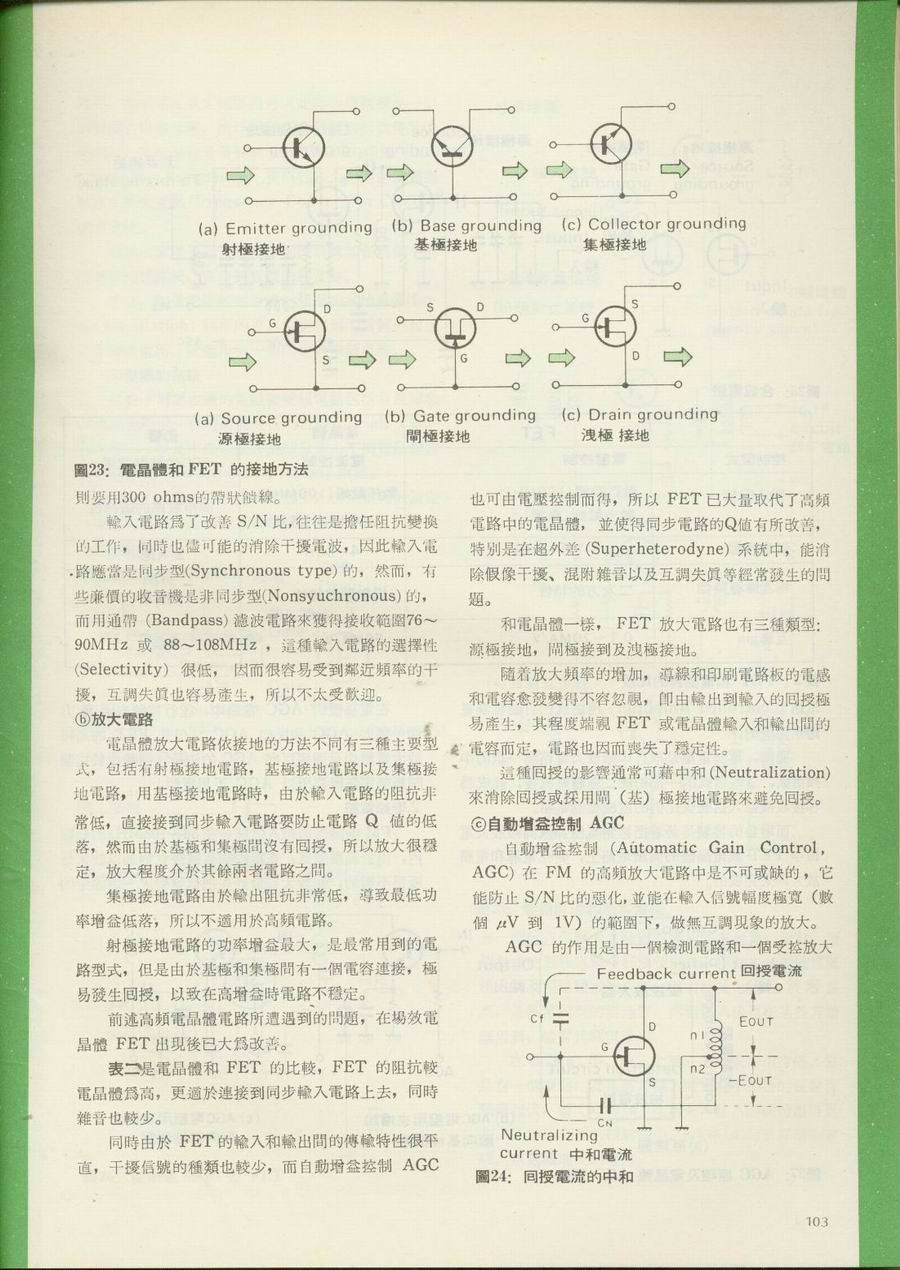 (a) Emitter grounding (b) Base grounding (c) Collector grounding
射極接地 基極接地 集極接地
G D S
S D G
G S D
(a) Source grounding (b) Gate grounding (c) Drain grounding
源極接地 閘極接地 洩極 接地
圖23：電晶體和 FET 的接地方法
則要用300 ohms的帶狀饋線。
輸入電路爲了改善 S/N 比，往往是擔任阻抗變換
的工作，同時也儘可能的消除干擾電波，因此輸入電
路應當是同步型(Synchronous type) 的，然而，有
些廉價的收音機是非同步型(Nonsyuchronous) 的，
而用通帶 (Bandpass) 濾波電路來獲得接收範圍76～
90MHz 或 88～108MHz ，這種輸入電路的選擇性
(Selectivity) 很低， 因而很容易受到鄰近頻率的干
擾，互調失眞也容易產生，所以不太受歡迎。
ⓑ放大電路
電晶體放大電路依接地的方法不同有三種主要型
式，包括有射極接地電路，基極接地電路以及集極接
地電路，用基極接地電路時，由於輸入電路的阻抗非
常低，直接接到同步輸入電路要防止電路 Q 值的低
落，然而由於基極和集極間沒有回授，所以放大很穩
定，放大程度介於其餘兩者電路之間。
集極接地電路由於輸出阻抗非常低，導致最低功
率增益低落，所以不適用於高頻電路。
射極接地電路的功率增益最大，是最常用到的電
路型式，但是由於基極和集極間有一個電容連接，極
易發生回授，以致在高增益時電路不穩定。
前述高頻電晶體電路所遭遇到的問題，在場效電
晶體 FET 出現後已大爲改善。
表二是電晶體和 FET 的比較，FET 的阻抗較
電晶體爲高，更適於連接到同步輸入電路上去，同時
雜音也較少。
同時由於 FET 的輸入和輸出間的傳輸特性很平
直，干擾信號的種類也較少，而自動增益控制 AGC
也可由電壓控制而得，所以 FET 已大量取代了高頻
電路中的電晶體， 並使得同步電路的Q値有所改善，
特別是在超外差 (Superheterodyne) 系統中，能消
除假像干擾、混附雜音以及互調失眞等經常發生的問
題。
和電晶體一樣， FET 放大電路也有三種類型：
源極接地，閘極接到及洩極接地。
隨着放大頻率的增加，導線和印刷電路板的電感
和電容愈發變得不容忽視，卽由輸出到輸入的回授極
易產生，其程度端視 FET 或電晶體輸入和輸出間的
電容而定，電路也因而喪失了穩定性。
這種回授的影響通常可藉中和 (Neutralization)
來消除回授或採用閘（基）極接地電路來避免回授。
ⓒ自動增益控制 AGC
自動增益控制 (Automatic Gain Control,
AGC) 在 FM 的高頻放大電路中是不可或缺的，它
能防止 S/N 比的惡化，並能在輸入信號幅度極寬（數
個 μV 到 1V）的範圍下，做無互調現象的放大。
AGC 的作用是由一個檢測電路和一個受控放大
Feedback current 回授電流
Cf
D
G
S
n1
n2
EOUT
-EOUT
CN
Neutralizing
current 中和電流
圖24：回授電流的中和
103